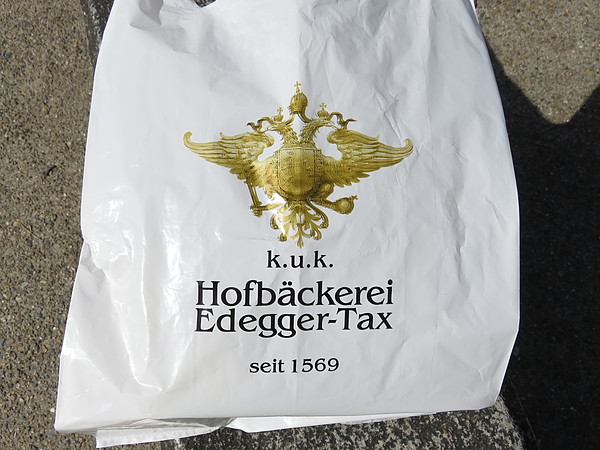 k.u.k.
Hofbäckerei
Edegger-Tax
seit 1569